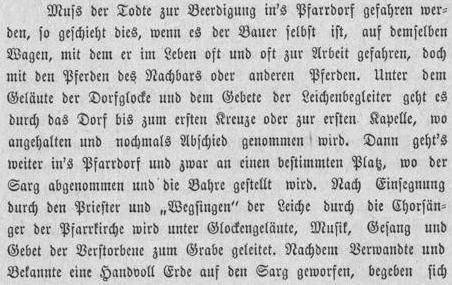 Muſs der Todte zur Beerdigung in's Pfarrdorf gefahren wer-
den, ſo geſchieht dies, wenn es der Bauer ſelbſt iſt, auf demſelben
Wagen, mit dem er im Leben oft und oft zur Arbeit gefahren, doch
mit den Pferden des Nachbars oder anderen Pferden. Unter dem
Geläute der Dorfglocke und dem Gebete der Leichenbegleiter geht es
durch das Dorf bis zum erſten Kreuze oder zur erſten Kapelle, wo
angehalten und nochmals Abſchied genommen wird. Dann geht's
weiter in's Pfarrdorf und zwar an einen beſtimmten Platz, wo der
Sarg abgenommen und die Bahre geſtellt wird. Nach Einſegnung
durch den Prieſter und „Wegſingen" der Leiche durch die Chorſän-
ger der Pfarrkirche wird unter Glockengeläute, Muſik, Geſang und
Gebet der Verſtorbene zum Grabe geleitet. Nachdem Verwandte und
Bekannte eine Handvoll Erde auf den Sarg geworfen, begeben ſich